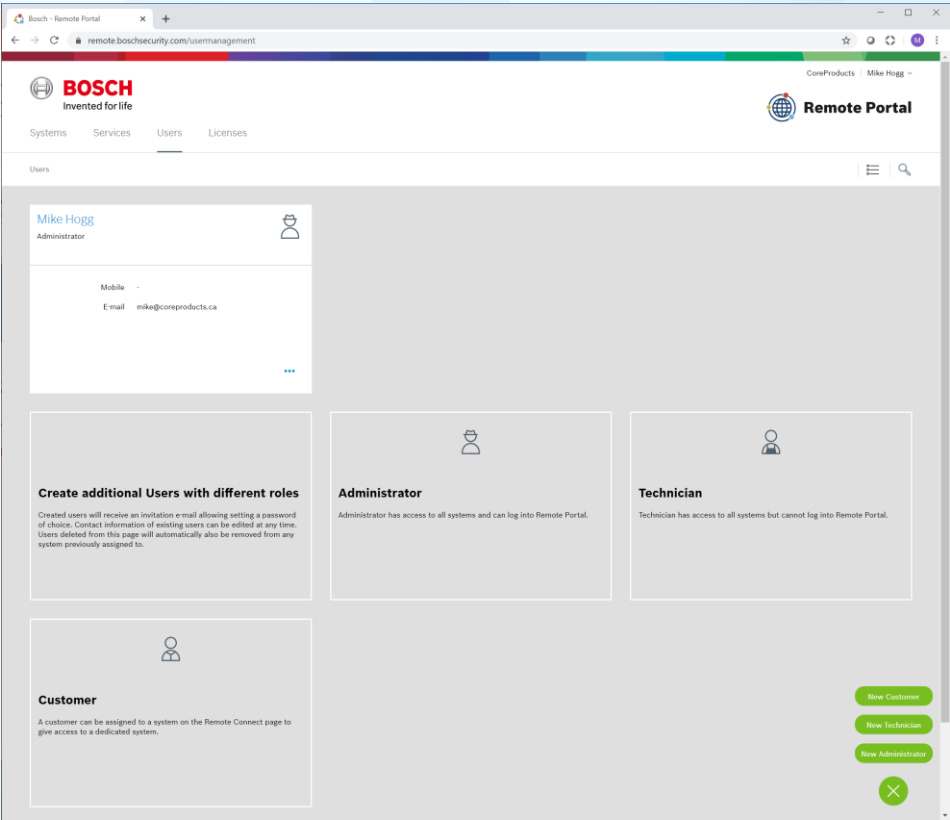 Bosch - Remote Portal
remote.boschsecurity.com/usermanagement
M
CoreProducts
Mike Hogg
BOSCH
Invented for life
Remote Portal
Systems
Services
Users
Licenses
Users
Mike Hogg
Administrator
Mobile -
E-mail mike@coreproducts.ca
Create additional Users with different roles
Created users will receive an invitation e-mail allowing setting a password
of choice. Contact information of existing users can be edited at any time.
Users deleted from this page will automatically also be removed from any
system previously assigned to.
Administrator
Administrator has access to all systems and can log into Remote Portal.
Technician
Technician has access to all systems but cannot log into Remote Portal.
Customer
A customer can be assigned to a system on the Remote Connect page to
give access to a dedicated system.
New Customer
New Technician
New Administrator